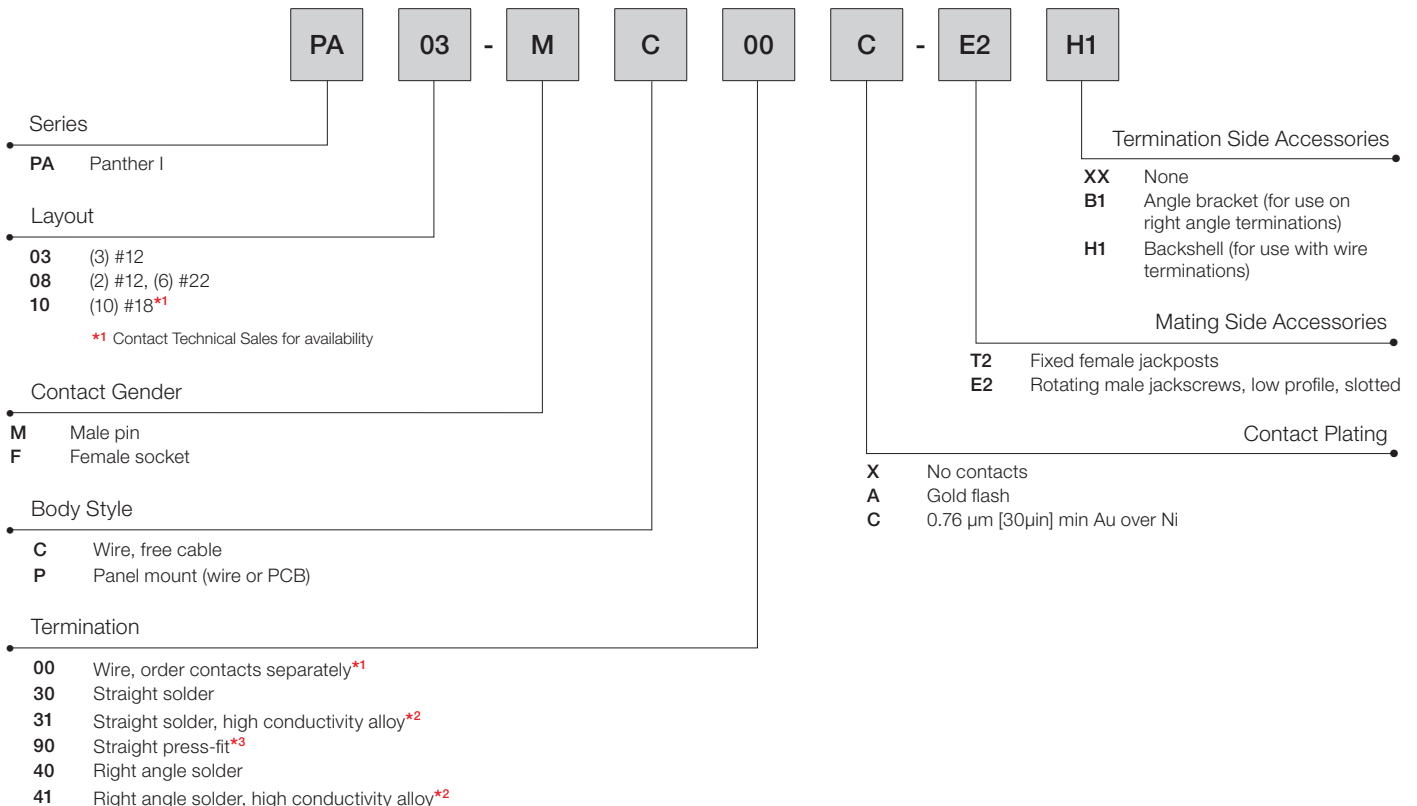 PA 03 - M C 00 C - E2 H1
Series
PA Panther I
Layout
03 (3) #12
08 (2) #12, (6) #22
10 (10) #18*1
*1 Contact Technical Sales for availability
Contact Gender
M Male pin
F Female socket
Body Style
C Wire, free cable
P Panel mount (wire or PCB)
Termination
00 Wire, order contacts separately*1
30 Straight solder
31 Straight solder, high conductivity alloy*2
90 Straight press-fit*3
40 Right angle solder
41 Right angle solder, high conductivity alloy*2
Termination Side Accessories
XX None
B1 Angle bracket (for use on
right angle terminations)
H1 Backshell (for use with wire
terminations)
Mating Side Accessories
T2 Fixed female jackposts
E2 Rotating male jackscrews, low profile, slotted
Contact Plating
X No contacts
A Gold flash
C 0.76 µm [30µin] min Au over Ni